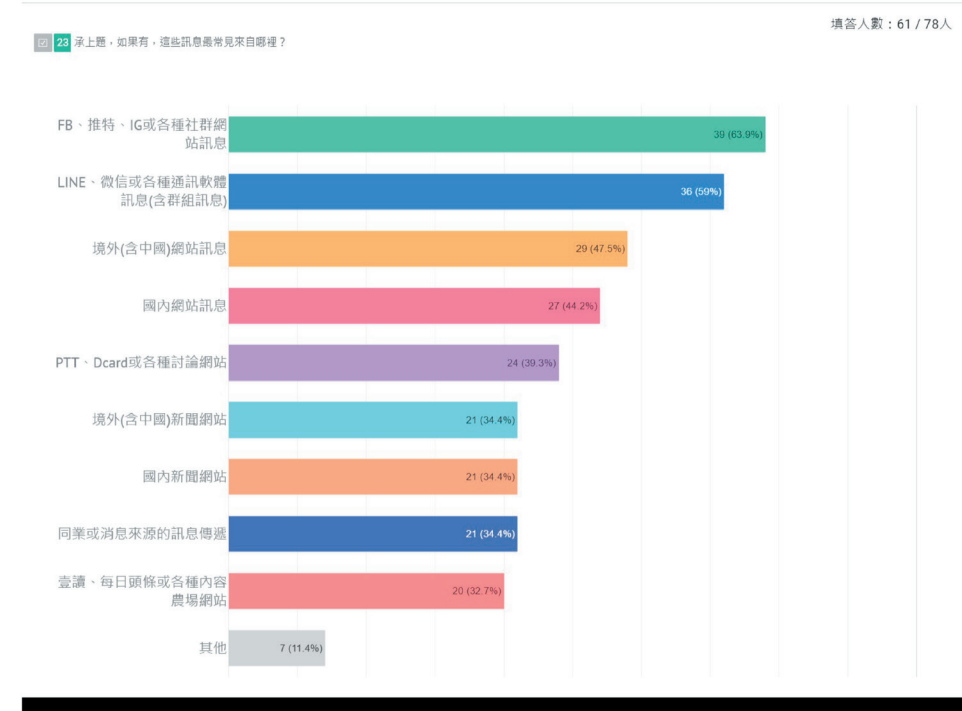 填答人數：61 / 78人
23 承上題，如果有，這些訊息最常見來自哪裡？
FB、推特、IG或各種社群網
站訊息
39 (63.9%)
LINE、微信或各種通訊軟體
訊息(含群組訊息)
36 (59%)
境外(含中國)網站訊息
29 (47.5%)
國內網站訊息
27 (44.2%)
PTT、Dcard或各種討論網站
24 (39.3%)
境外(含中國)新聞網站
21 (34.4%)
國內新聞網站
21 (34.4%)
同業或消息來源的訊息傳遞
21 (34.4%)
壹讀、每日頭條或各種內容
農場網站
20 (32.7%)
其他
7 (11.4%)